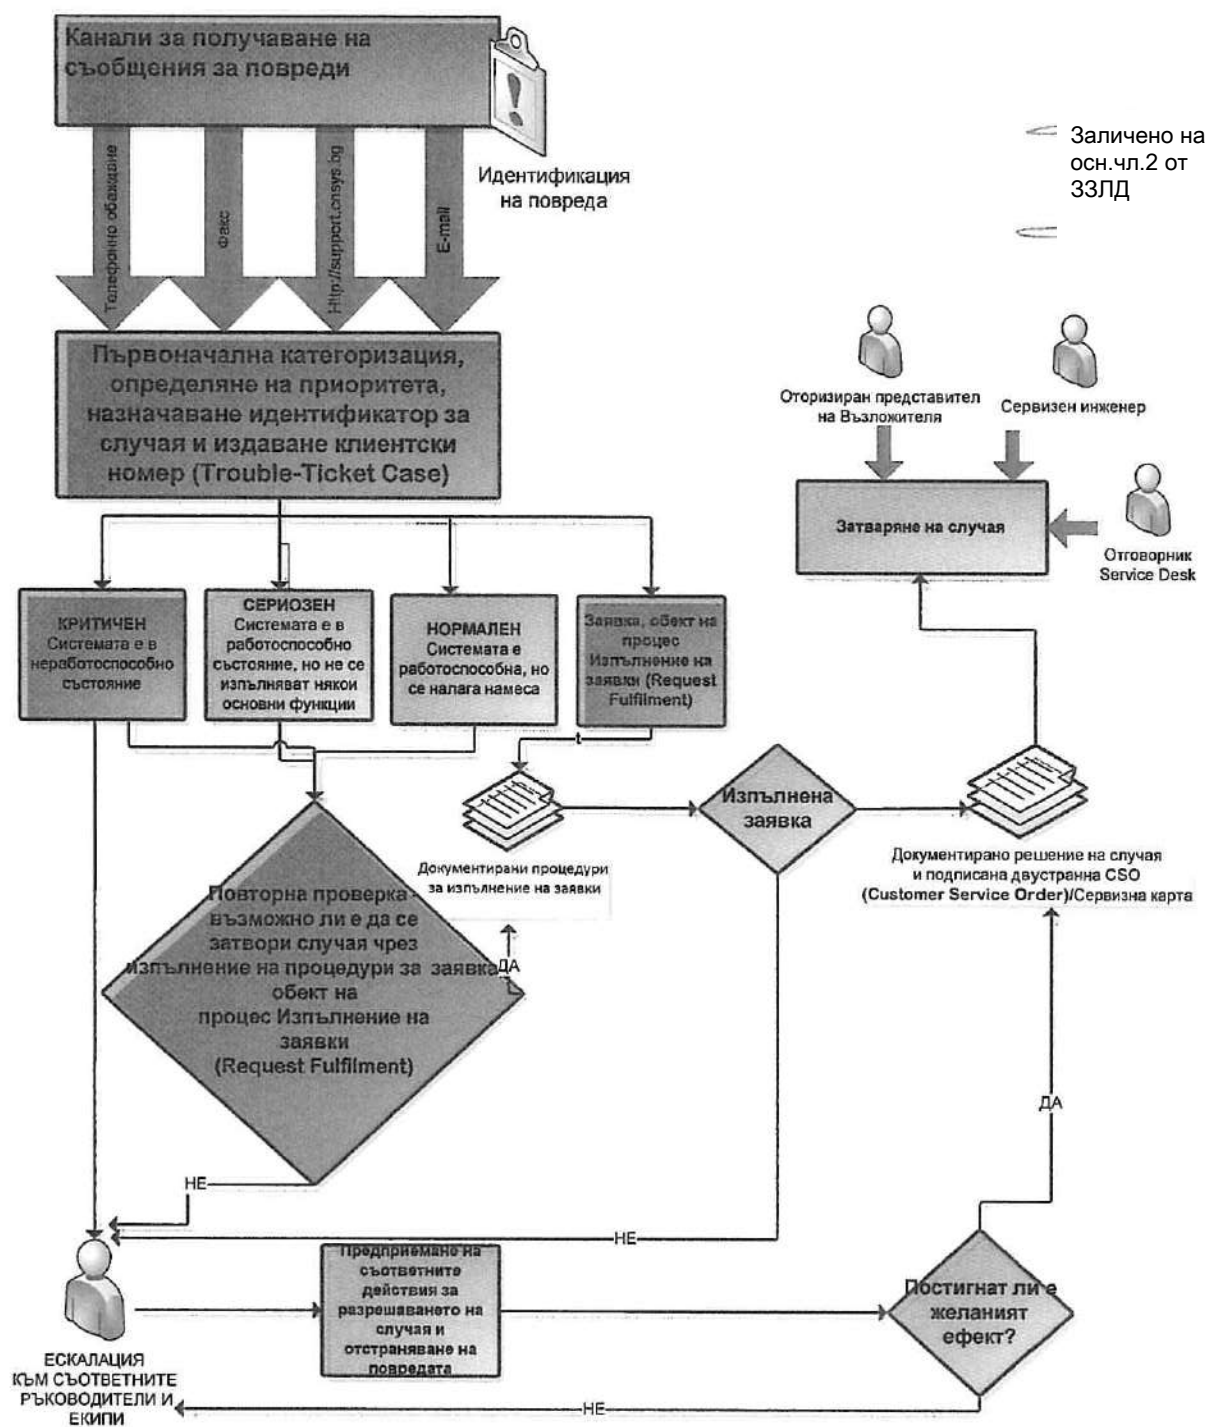 Канали за получаване на
съобщения за повреди
Идентификация
на повреда
Заличено на
осн.чл.2 от
ЗЗЛД
Телефонно обаждане
Факс
Http://support.cnsys.bg
E-mail
Първоначална категоризация,
определяне на приоритета,
назначаване идентификатор за
случая и издаване клиентски
номер (Trouble-Ticket Case)
Оторизиран представител
на Възложителя
Сервизен инженер
Затваряне на случая
Отговорник
Service Desk
КРИТИЧЕН
Системата е в
неработоспособно
състояние
СЕРИОЗЕН
Системата е в
работоспособно
състояние, но не се
изпълняват някои
основни функции
НОРМАЛЕН
Системата е
работоспособна, но
се налага намеса
Заявка, обект на
процес
Изпълнение на
заявки (Request
Fulfilment)
t
Изпълнена
заявка
Документирани процедури
за изпълнение на заявки
Документирано решение на случая
и подписана двустранна CSO
(Customer Service Order)/Сервизна карта
Повторна проверка -
възможно ли е да се
затвори случая чрез
изпълнение на процедури за заявка
обект на
процес Изпълнение на
заявки
(Request Fulfilment)
ДА
ДА
НЕ
НЕ
Предприемане на
съответните
действия за
разрешаването на
случая и
отстраняване на
повредата
Постигнат ли е
желаният
ефект?
ЕСКАЛАЦИЯ
КЪМ СЪОТВЕТНИТЕ
РЪКОВОДИТЕЛИ И
ЕКИПИ
НЕ